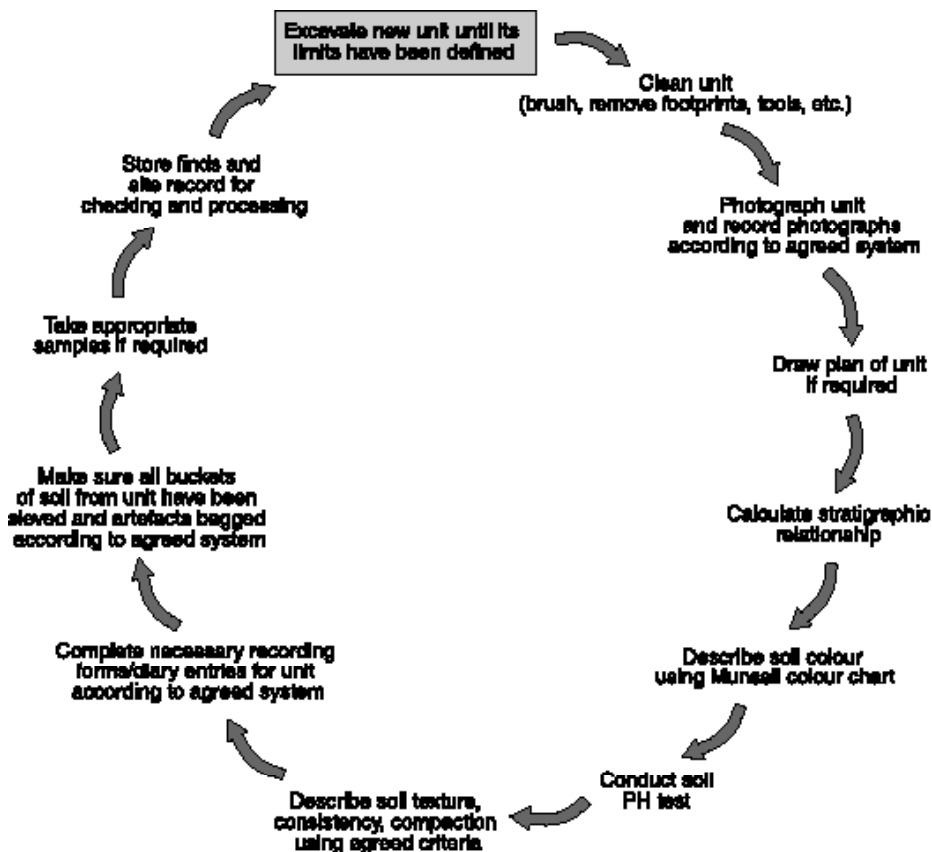 Excavate new unit until its
limits have been defined
Clean unit
(brush, remove footprints, tools, etc.)
Photograph unit
and record photographs
according to agreed system
Draw plan of unit
if required
Calculate stratigraphic
relationship
Describe soil colour
using Munsell colour chart
Conduct soil
PH test
Describe soil texture,
consistency, compaction
using agreed criteria
Complete necessary recording
forms/diary entries for unit
according to agreed system
Make sure all buckets
of soil from unit have been
sieved and artefacts bagged
according to agreed system
Take appropriate
samples if required
Store finds and
site record for
checking and processing